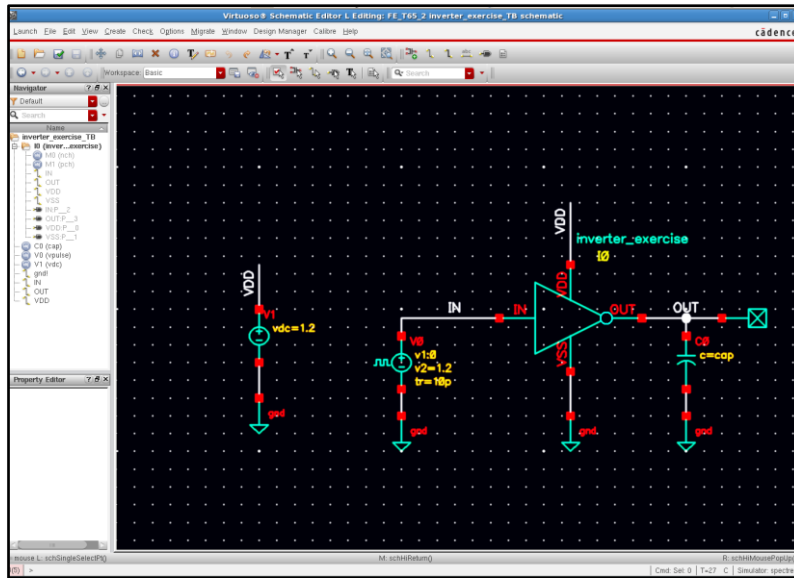 Virtuoso® Schematic Editor L Editing: FE_T65_2 inverter_exercise_TB schematic
Launch File Edit View Create Check Options Migrate Window Design Manager Calibre Help
cādence
Workspace: Basic
Search
Navigator
Default
Search
Name
inverter_exercise_TB
I0 (inver...exercise)
M0 (nch)
M1 (pch)
IN
OUT
VDD
VSS
IN:P__2
OUT:P__3
VDD:P__0
VSS:P__1
C0 (cap)
V0 (vpulse)
V1 (vdc)
gnd!
IN
OUT
VDD
Property Editor
VDD
V1
vdc=1.2
gnd
IN
V0
v1:0
v2=1.2
tr=10p
gnd
VDD
inverter_exercise
I0
VDD
IN
OUT
VSS
gnd
OUT
C0
c=cap
gnd
mouse L: schSingleSelectPt()
M: schHiReturn()
R: schHiMousePopUp(
(5) >
Cmd: Sel: 0 T=27 C Simulator: spectre